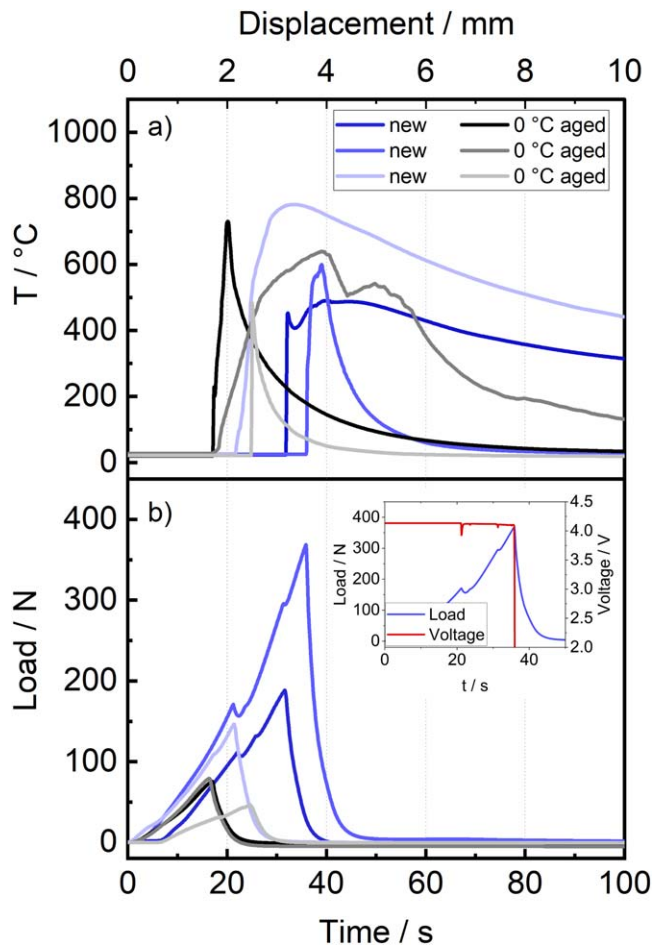 Displacement / mm
0 2 4 6 8 10
a)
new 0 °C aged
new 0 °C aged
new 0 °C aged
1000
800
600
400
200
0
T / °C
b)
400
300
200
100
0
Load / N
4.5
4.0
3.5
3.0
2.5
2.0
Voltage / V
400
300
200
100
0
Load / N
Load
Voltage
0 20 40
t / s
0 20 40 60 80 100
Time / s